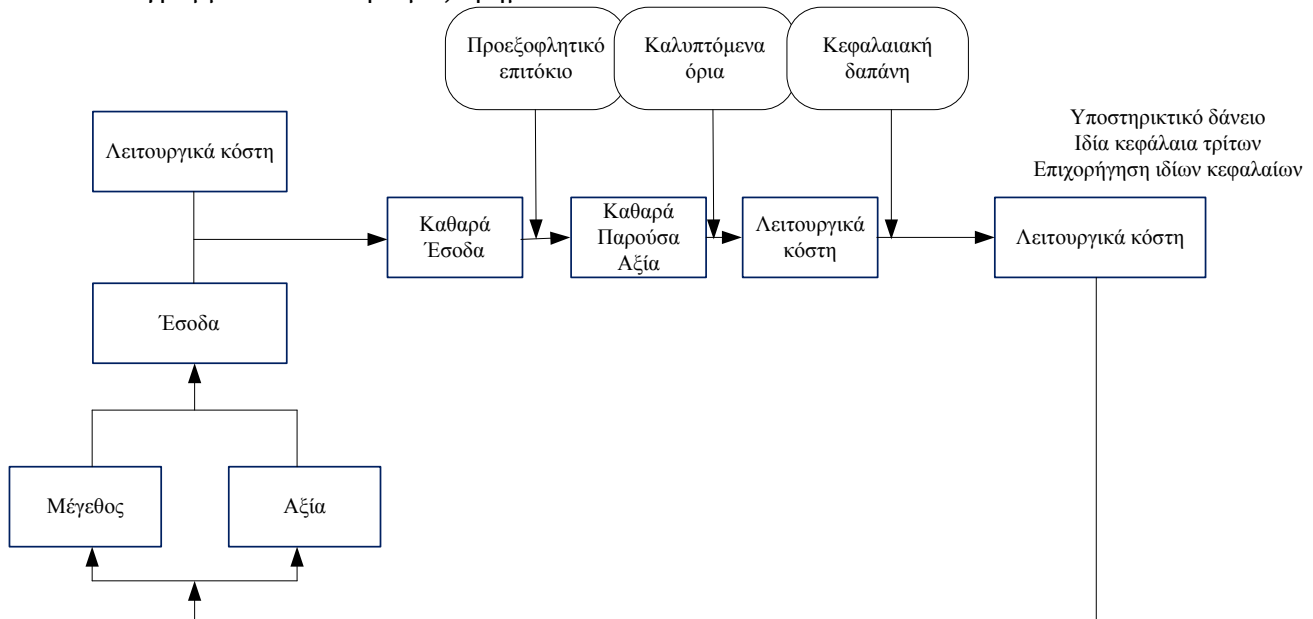 Προεξοφλητικό
επιτόκιο
Καλυπτόμενα
όρια
Κεφαλαιακή
δαπάνη
Λειτουργικά κόστη
Υποστηρικτικό δάνειο
Ιδία κεφάλαια τρίτων
Επιχορήγηση ιδίων κεφαλαίων
Καθαρά
Έσοδα
Καθαρά
Παρούσα
Αξία
Λειτουργικά
κόστη
Λειτουργικά κόστη
Έσοδα
Μέγεθος
Αξία